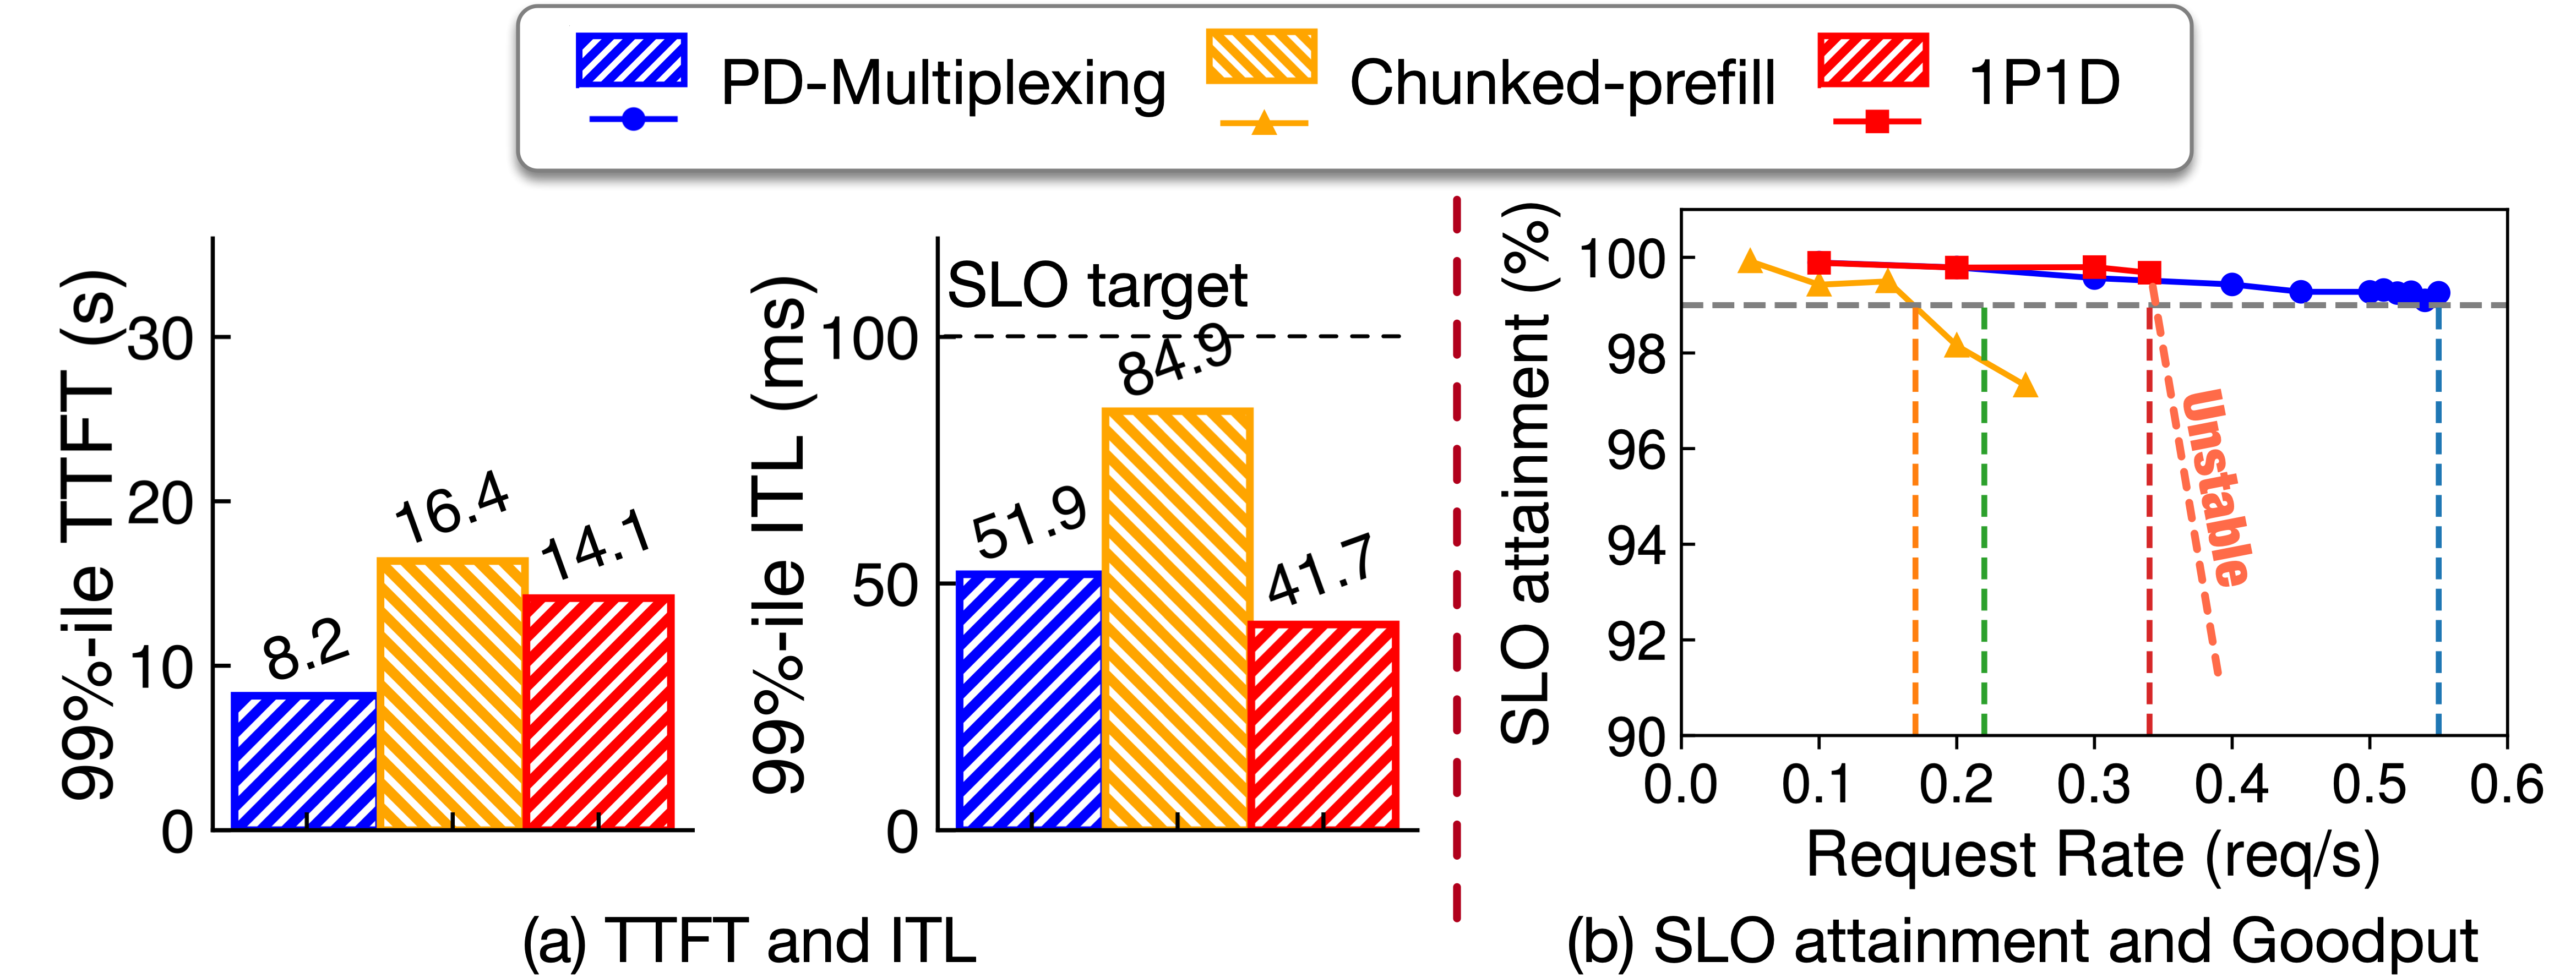 PD-Multiplexing
Chunked-prefill
1P1D
99%-ile TTFT (s)
30
20
10
0
8.2
16.4
14.1
99%-ile ITL (ms)
100
50
0
SLO target
51.9
84.9
41.7
(a) TTFT and ITL
SLO attainment (%)
100
98
96
94
92
90
Unstable
0.0 0.1 0.2 0.3 0.4 0.5 0.6
Request Rate (req/s)
(b) SLO attainment and Goodput